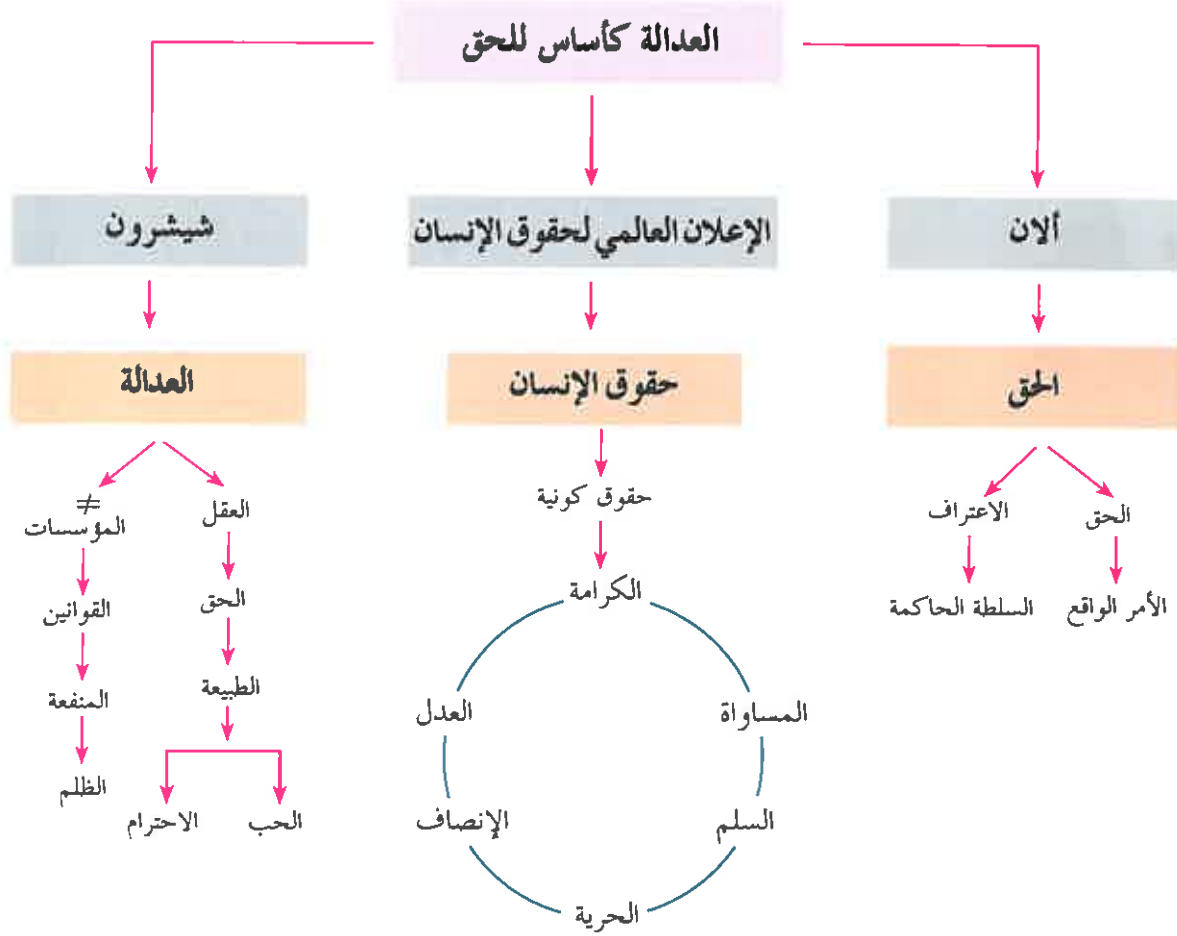 العدالة كأساس للحق
ألان
الإعلان العالمي لحقوق الإنسان
شيشرون
الحق
حقوق الإنسان
العدالة
الحق
الاعتراف
الأمر الواقع
السلطة الحاكمة
حقوق كونية
الكرامة
المساواة
العدل
السلم
الإنصاف
الحرية
العقل
الحق
الطبيعة
الحب
الاحترام
≠
المؤسسات
القوانين
المنفعة
الظلم